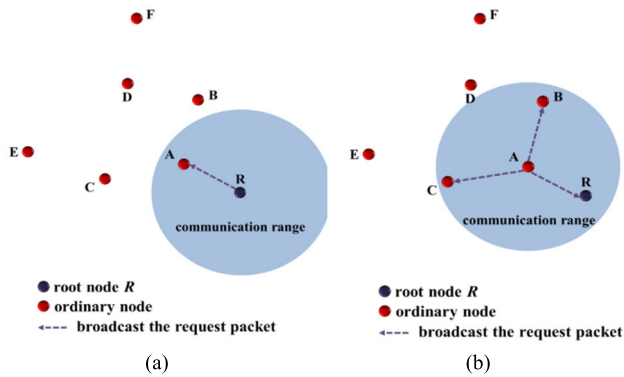 F
D
B
A
E
C
R
communication range
root node R
ordinary node
broadcast the request packet
(a)
F
D
B
E
A
C
R
communication range
root node R
ordinary node
broadcast the request packet
(b)